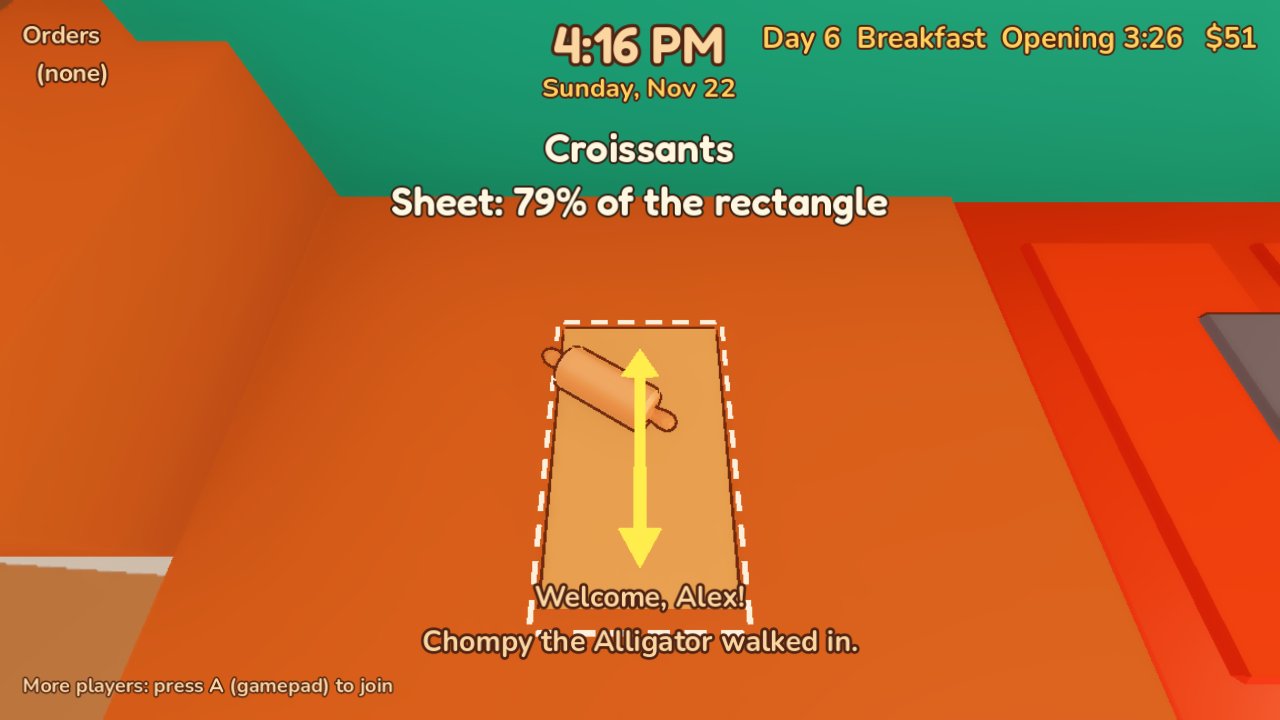 Orders
(none)
4:16 PM
Sunday, Nov 22
Day 6 Breakfast Opening 3:26 $51
Croissants
Sheet: 79% of the rectangle
Welcome, Alex!
Chompy the Alligator walked in.
More players: press A (gamepad) to join